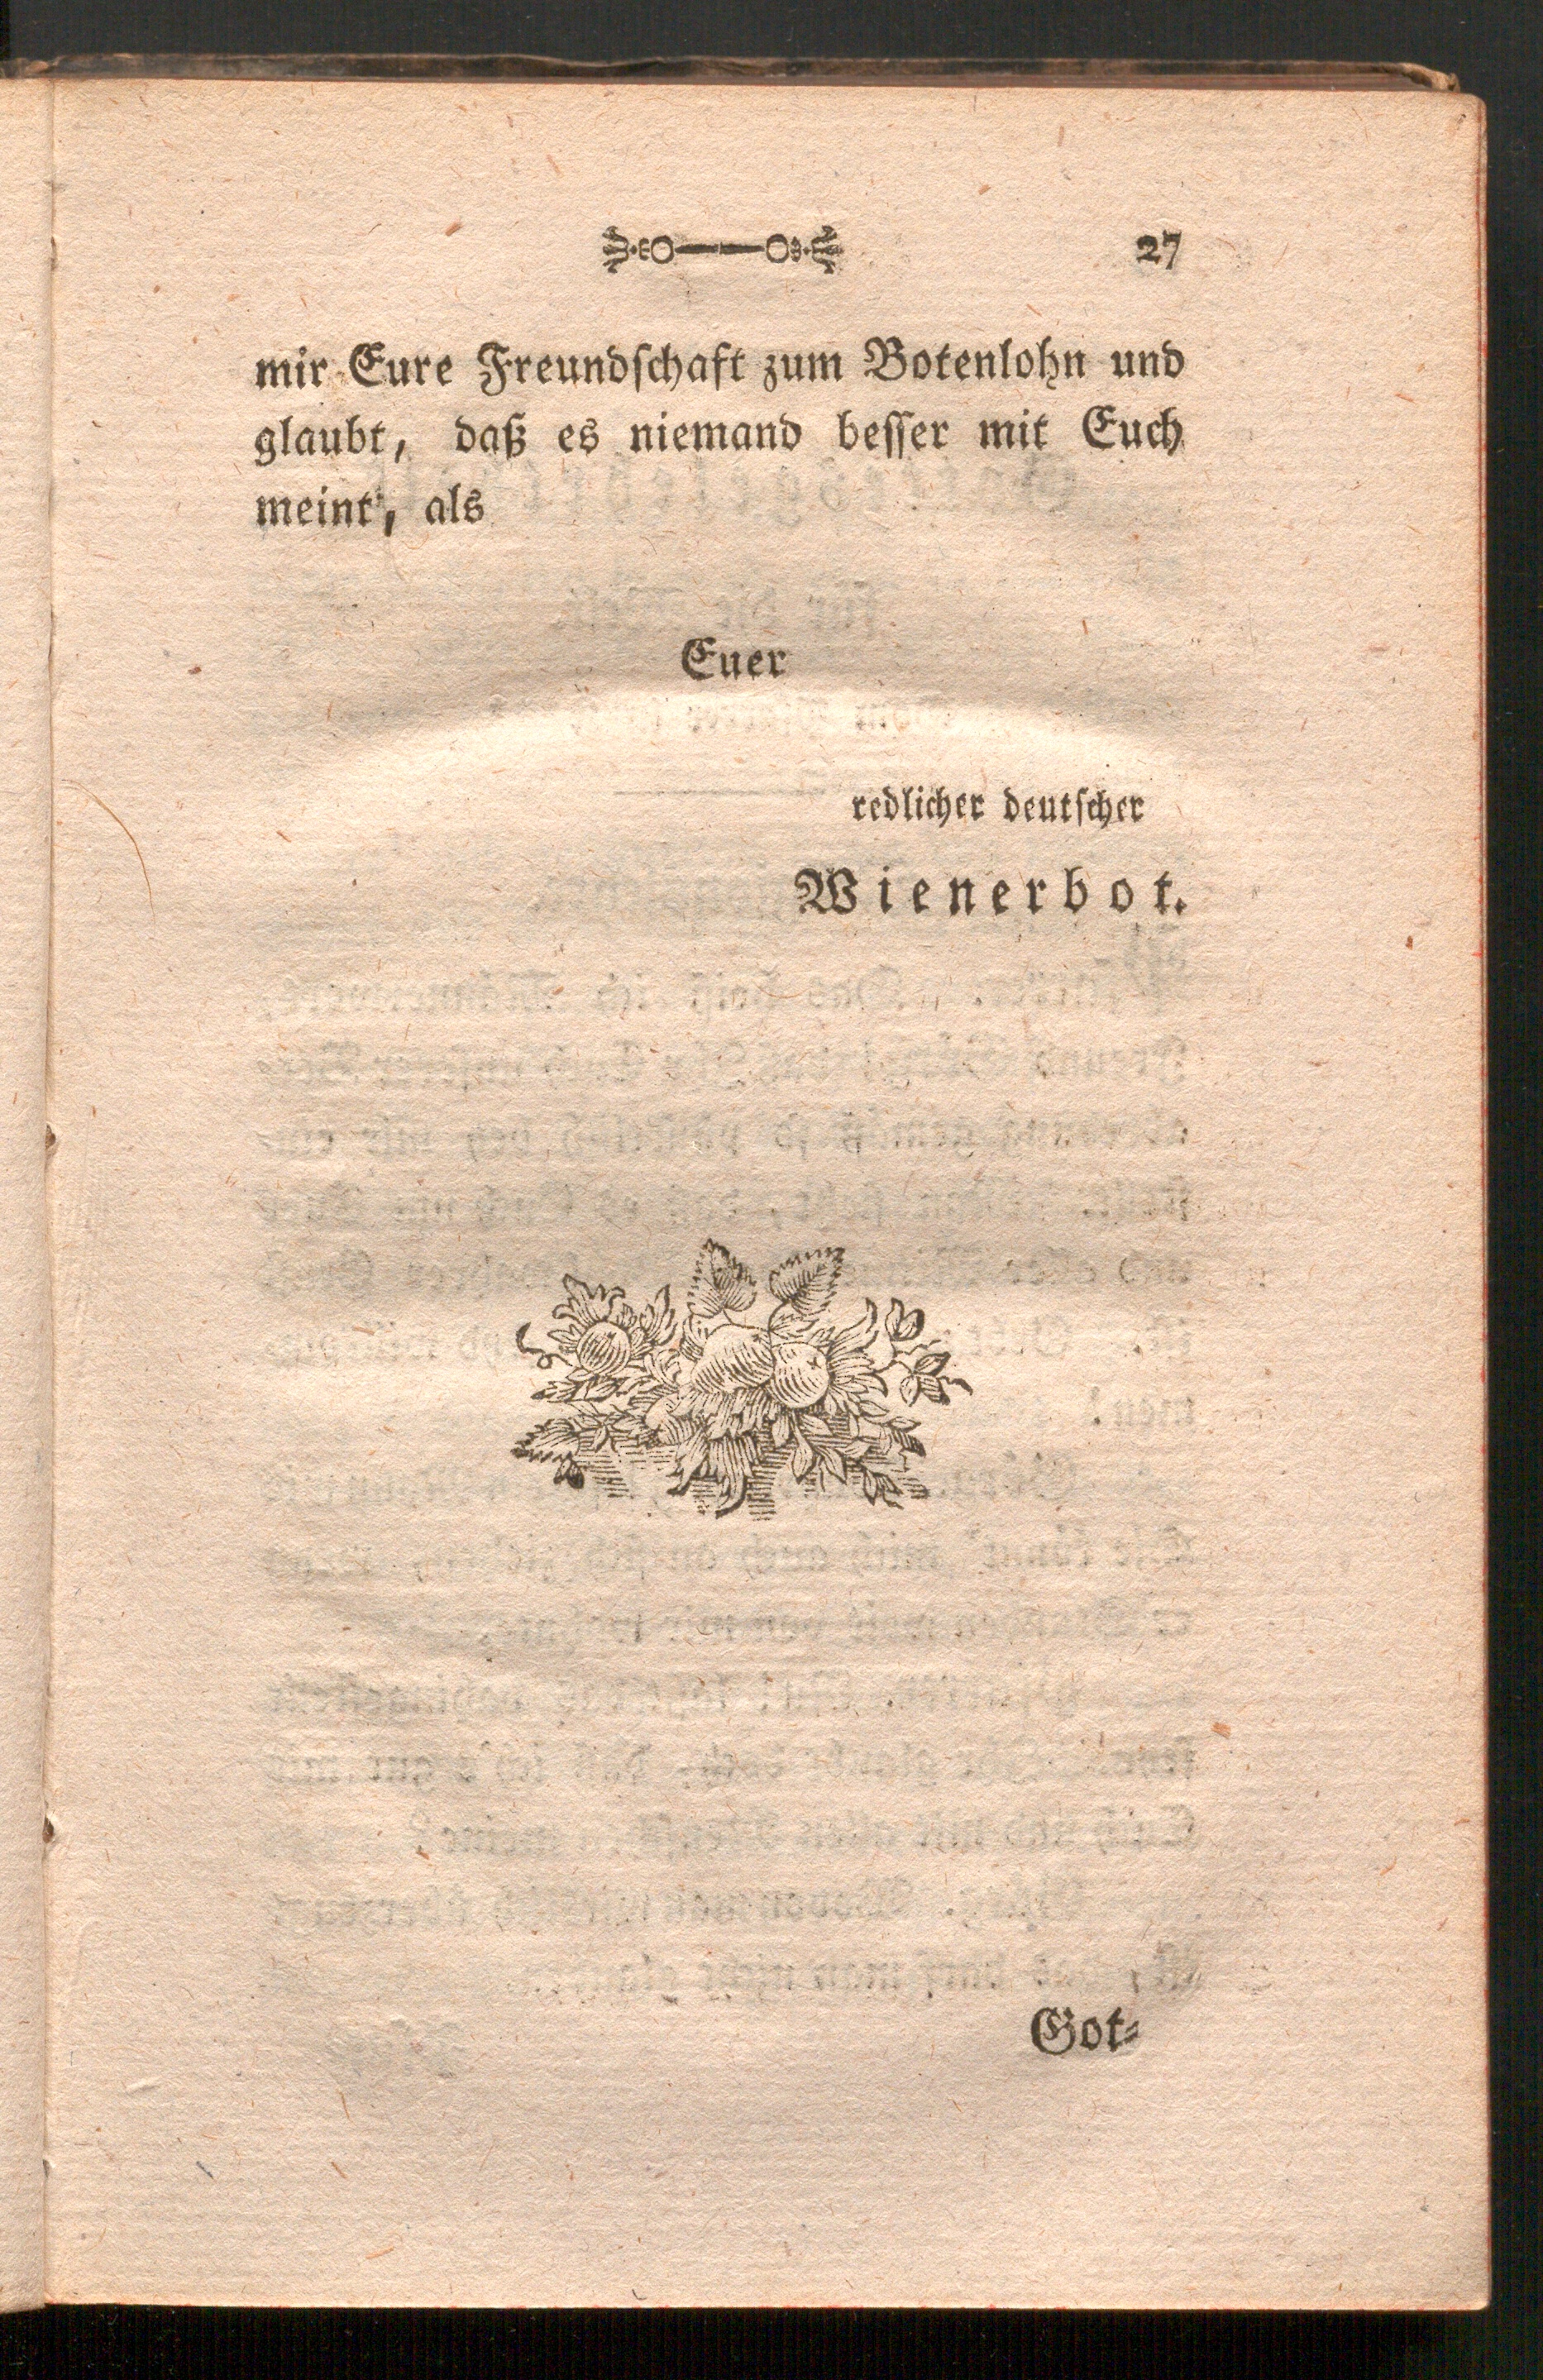 27
mir Eure Freundſchaft zum Botenlohn und
glaubt, daß es niemand beſſer mit Euch
meint, als
Euer
redlicher deutſcher
Wienerbot.
Got⸗